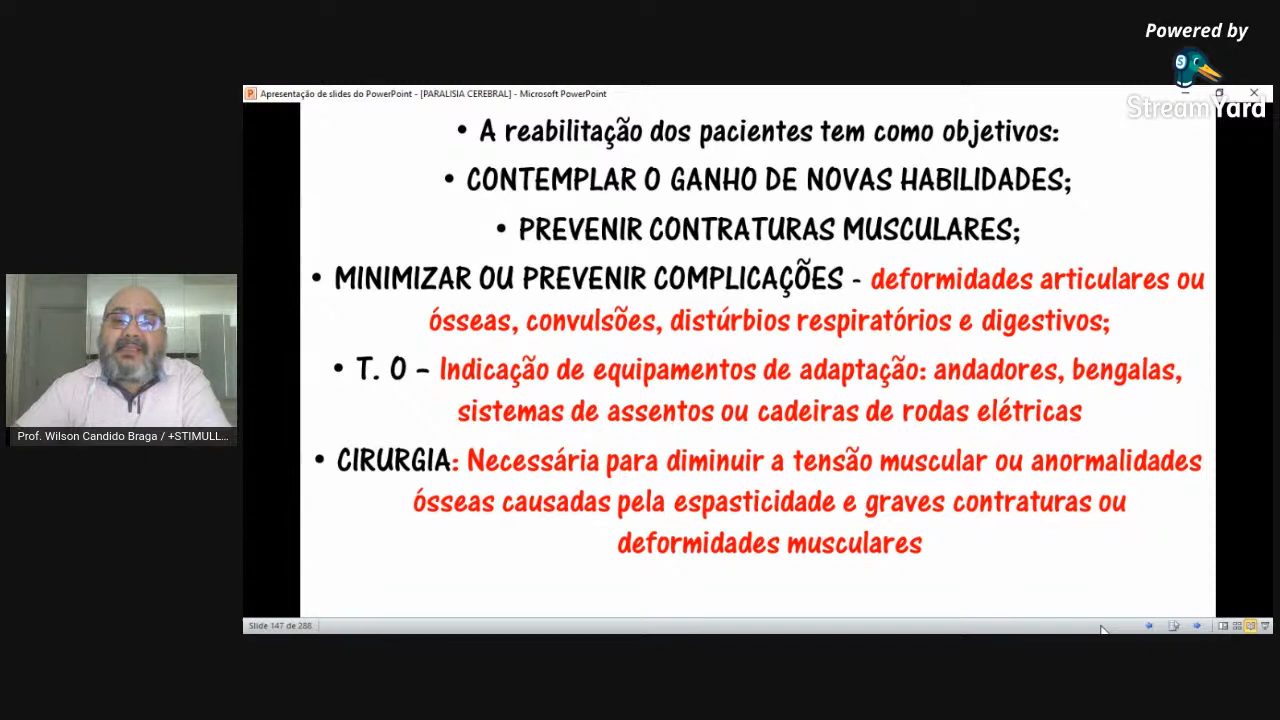 Powered by
StreamYard
Apresentação de slides do PowerPoint - [PARALISIA CEREBRAL] - Microsoft PowerPoint
• A reabilitação dos pacientes tem como objetivos:
• CONTEMPLAR O GANHO DE NOVAS HABILIDADES;
• PREVENIR CONTRATURAS MUSCULARES;
• MINIMIZAR OU PREVENIR COMPLICAÇÕES - deformidades articulares ou
ósseas, convulsões, distúrbios respiratórios e digestivos;
• T. O – Indicação de equipamentos de adaptação: andadores, bengalas,
sistemas de assentos ou cadeiras de rodas elétricas
• CIRURGIA: Necessária para diminuir a tensão muscular ou anormalidades
ósseas causadas pela espasticidade e graves contraturas ou
deformidades musculares
Prof. Wilson Candido Braga / +STIMULL...
Slide 147 de 288